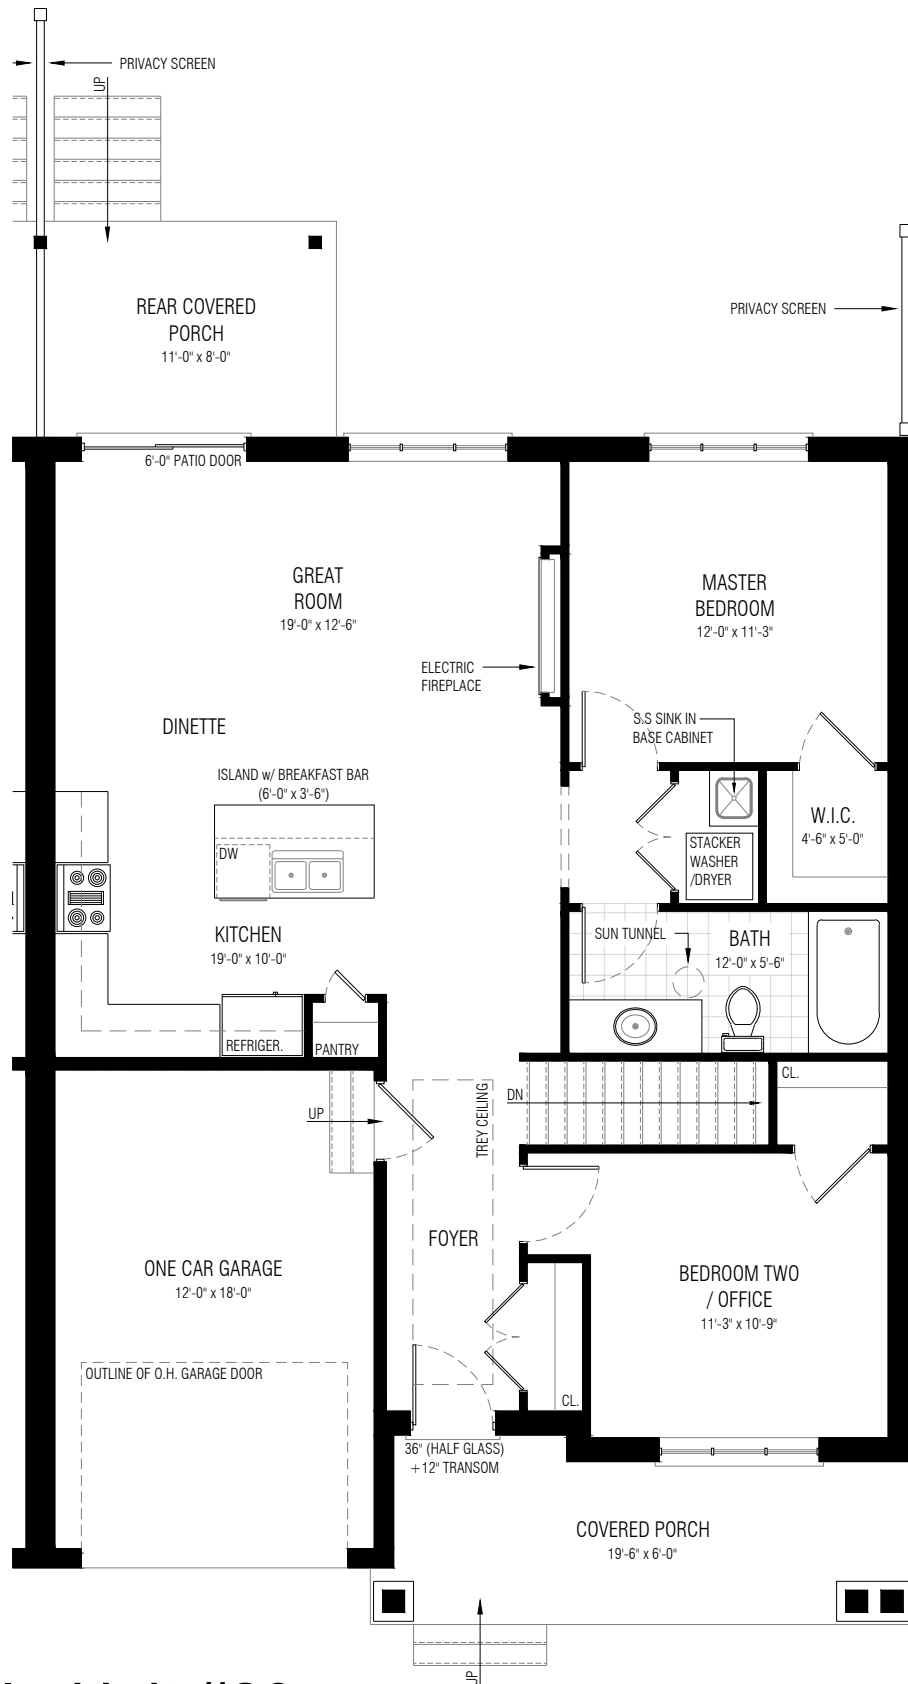 PRIVACY SCREEN
UP
REAR COVERED
PORCH
11'-0" x 8'-0"
PRIVACY SCREEN
6'-0" PATIO DOOR
GREAT
ROOM
19'-0" x 12'-6"
MASTER
BEDROOM
12'-0" x 11'-3"
ELECTRIC
FIREPLACE
DINETTE
S.S SINK IN
BASE CABINET
ISLAND w/ BREAKFAST BAR
(6'-0" x 3'-6")
W.I.C.
4'-6" x 5'-0"
DW
STACKER
WASHER
/DRYER
KITCHEN
19'-0" x 10'-0"
SUN TUNNEL
BATH
12'-0" x 5'-6"
REFRIGER.
PANTRY
CL.
DN
TREY CEILING
UP
FOYER
ONE CAR GARAGE
12'-0" x 18'-0"
BEDROOM TWO
/ OFFICE
11'-3" x 10'-9"
OUTLINE OF O.H. GARAGE DOOR
CL.
36" (HALF GLASS)
+12" TRANSOM
COVERED PORCH
19'-6" x 6'-0"
UP